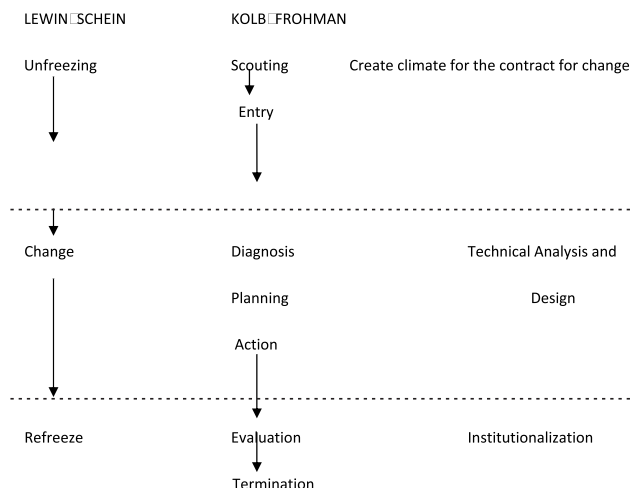 LEWIN□SCHEIN KOLB□FROHMAN
Unfreezing Scouting Create climate for the contract for change
Entry
Change Diagnosis Technical Analysis and
Planning Design
Action
Refreeze Evaluation Institutionalization
Termination